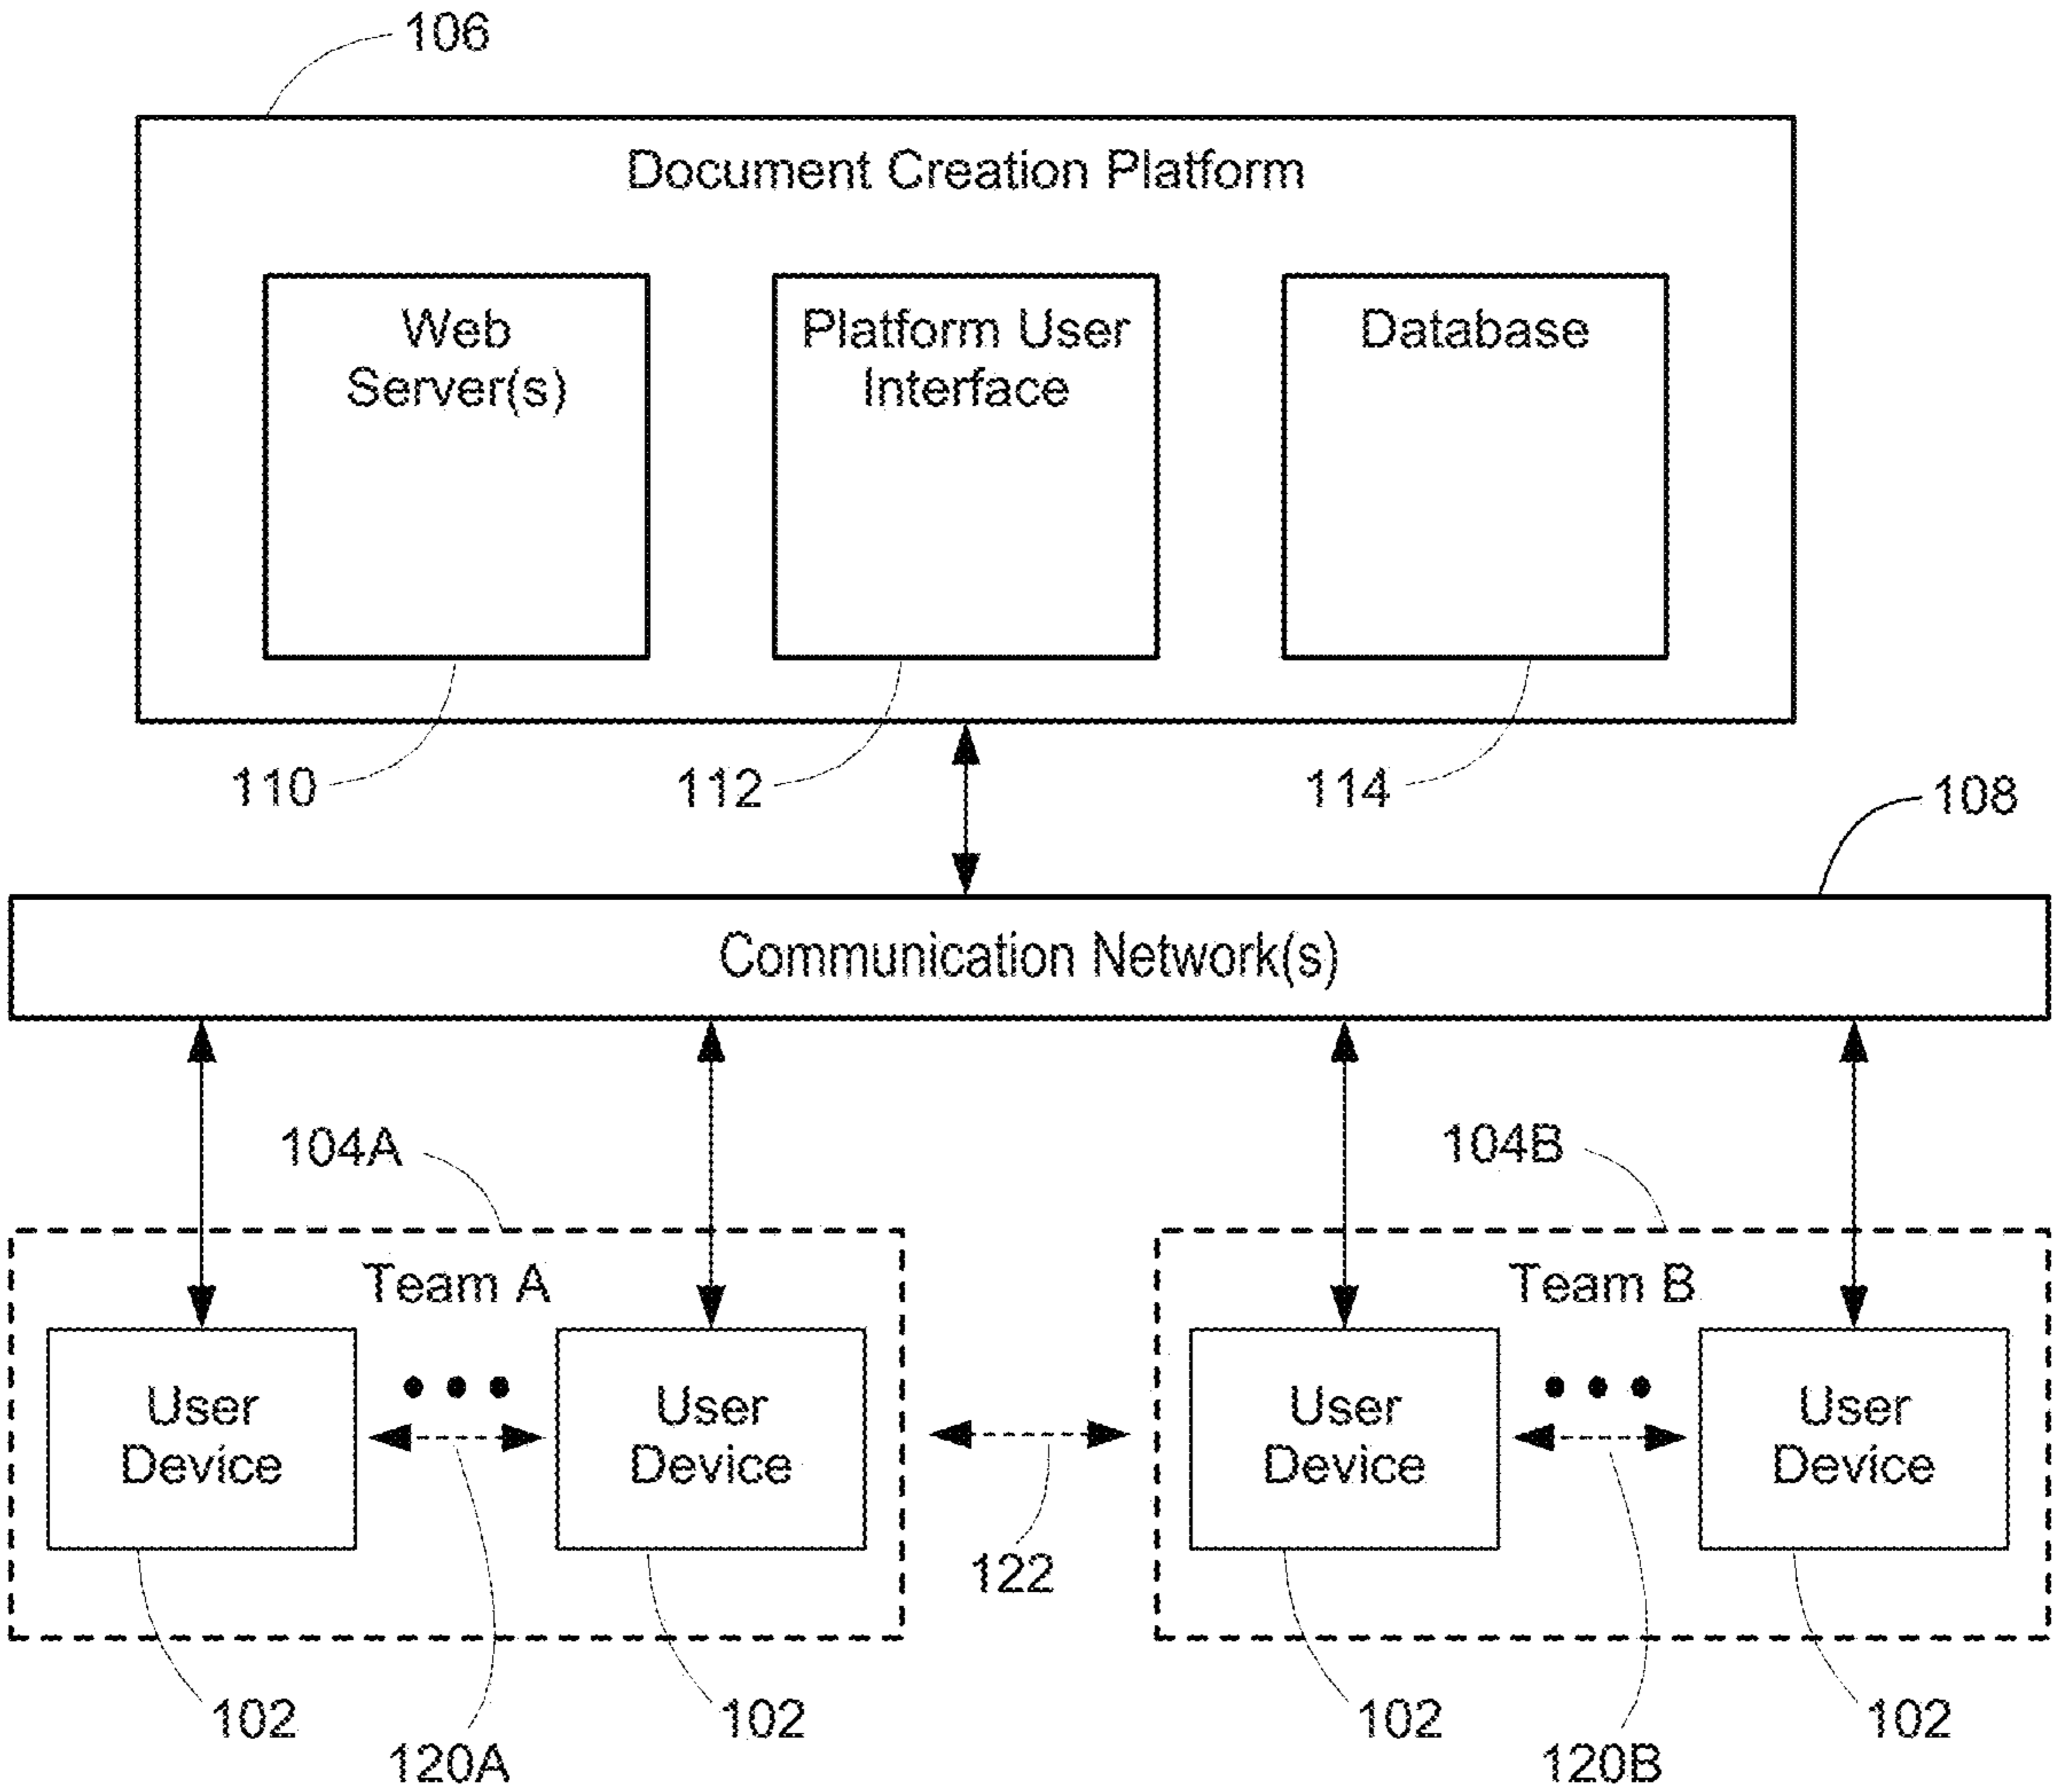 106
Document Creation Platform
Web
Server(s)
Platform User
Interface
Database
110
112
114
108
Communication Network(s)
104A
104B
Team A
Team B
User
Device
User
Device
User
Device
User
Device
122
102
102
102
102
120A
120B